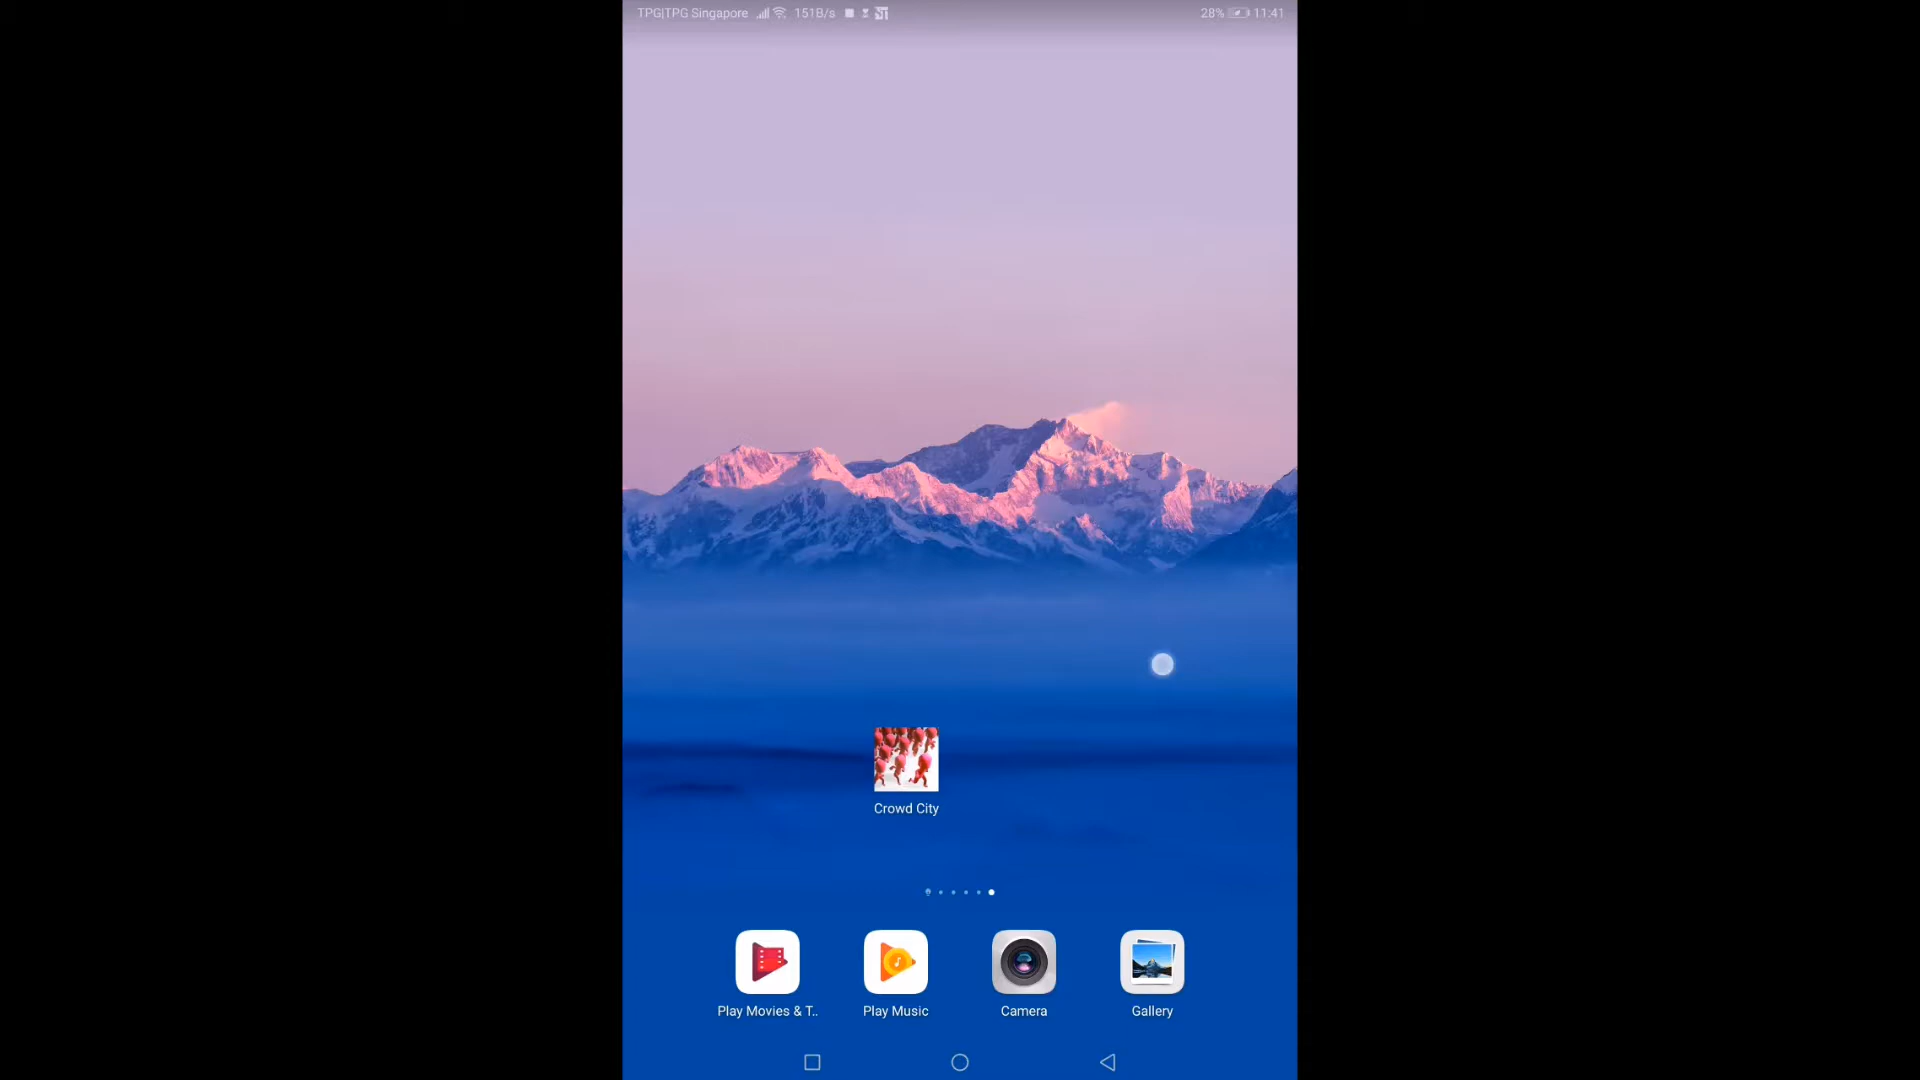 TPG|TPG Singapore 151B/s 28% 11:41
Crowd City
Play Movies & T.. Play Music Camera Gallery